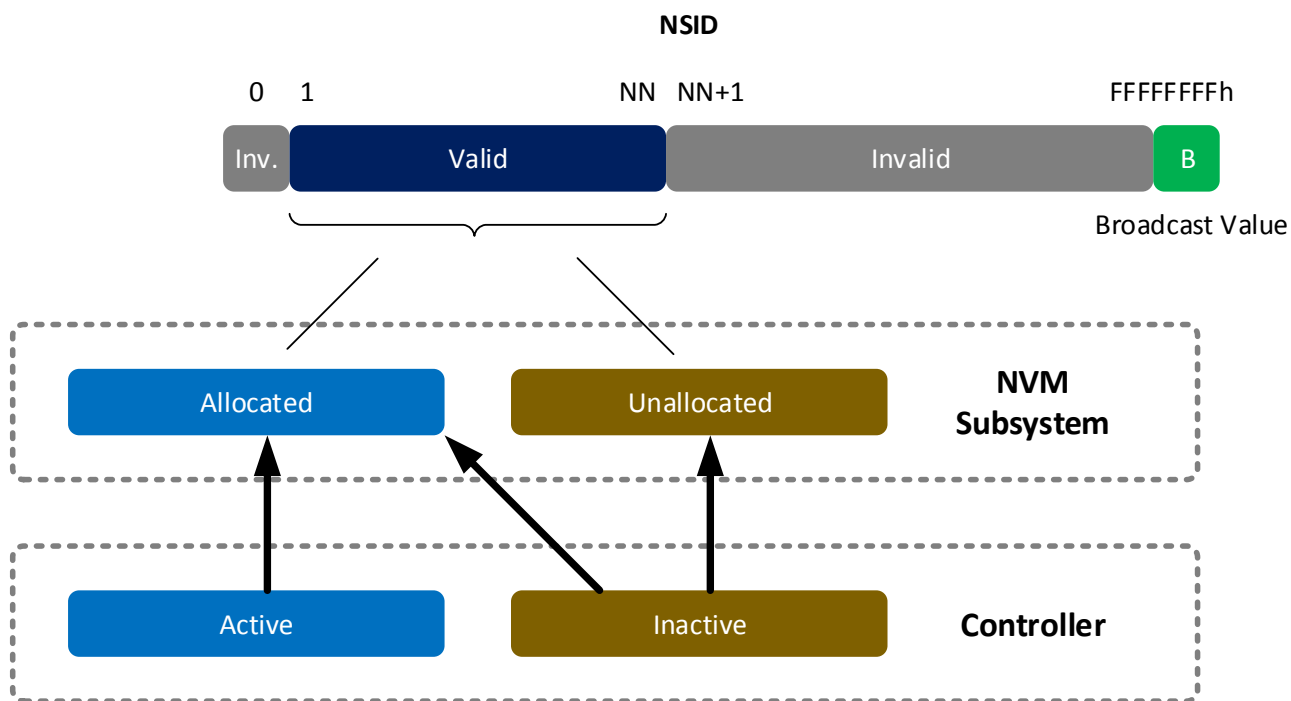 NSID
0 1 NN NN+1 FFFFFFFFh
Inv. Valid Invalid B
Broadcast Value
Allocated Unallocated NVM
Subsystem
Active Inactive Controller